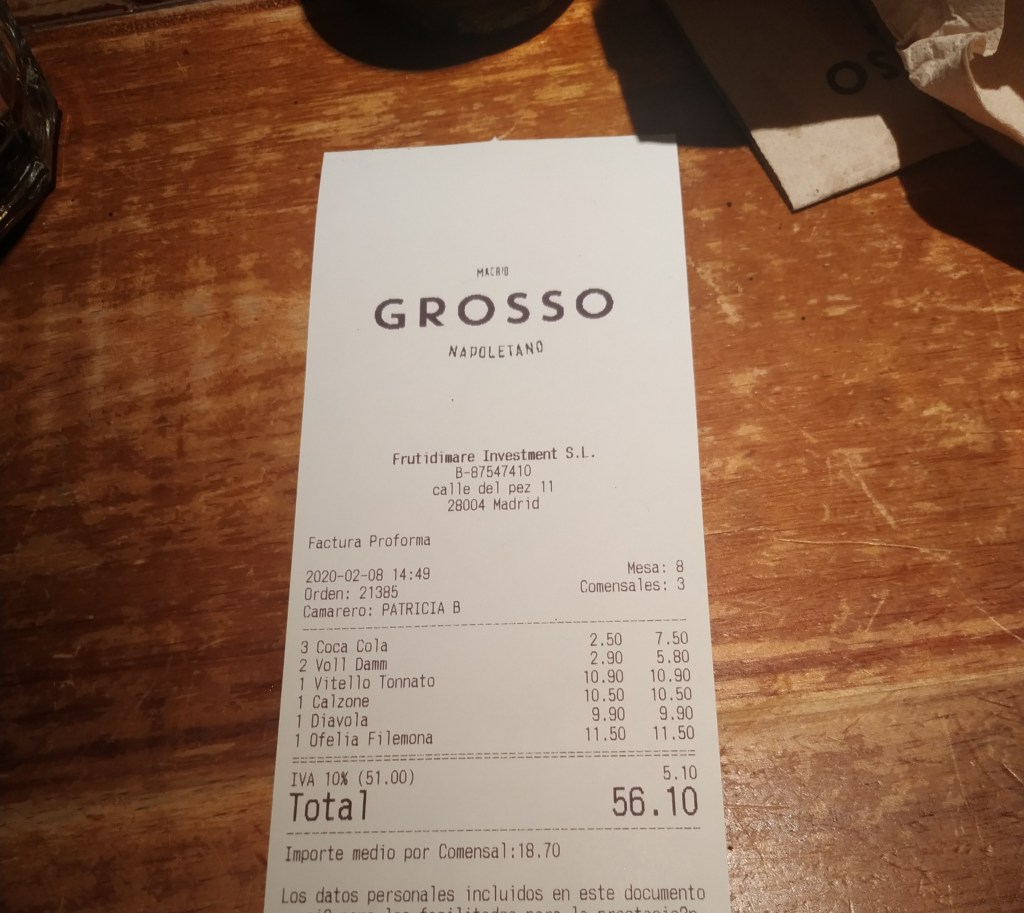 OS
MADRID
GROSSO
NAPOLETANO
Frutidimare Investment S.L.
B-87547410
calle del pez 11
28004 Madrid
Factura Proforma
2020-02-08 14:49 Mesa: 8
Orden: 21385 Comensales: 3
Camarero: PATRICIA B
3 Coca Cola 2.50 7.50
2 Voll Damm 2.90 5.80
1 Vitello Tonnato 10.90 10.90
1 Calzone 10.50 10.50
1 Diavola 9.90 9.90
1 Ofelia Filemona 11.50 11.50
IVA 10% (51.00) 5.10
Total 56.10
Importe medio por Comensal:18.70
Los datos personales incluidos en este documento